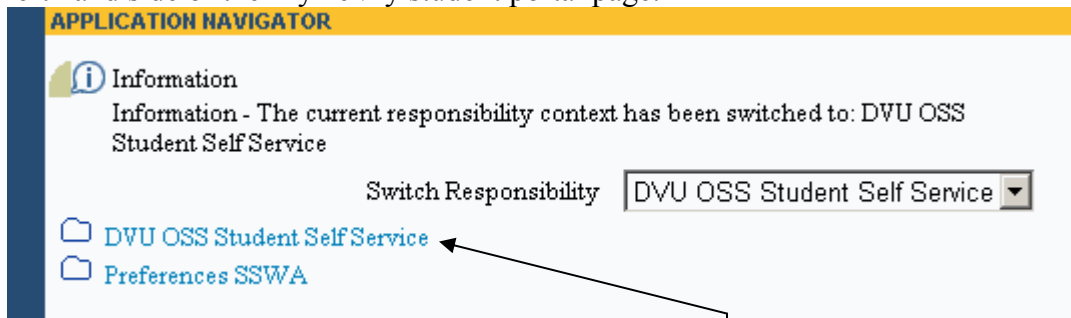 APPLICATION NAVIGATOR
Information
Information - The current responsibility context has been switched to: DVU OSS
Student Self Service
Switch Responsibility DVU OSS Student Self Service
DVU OSS Student Self Service
Preferences SSWA